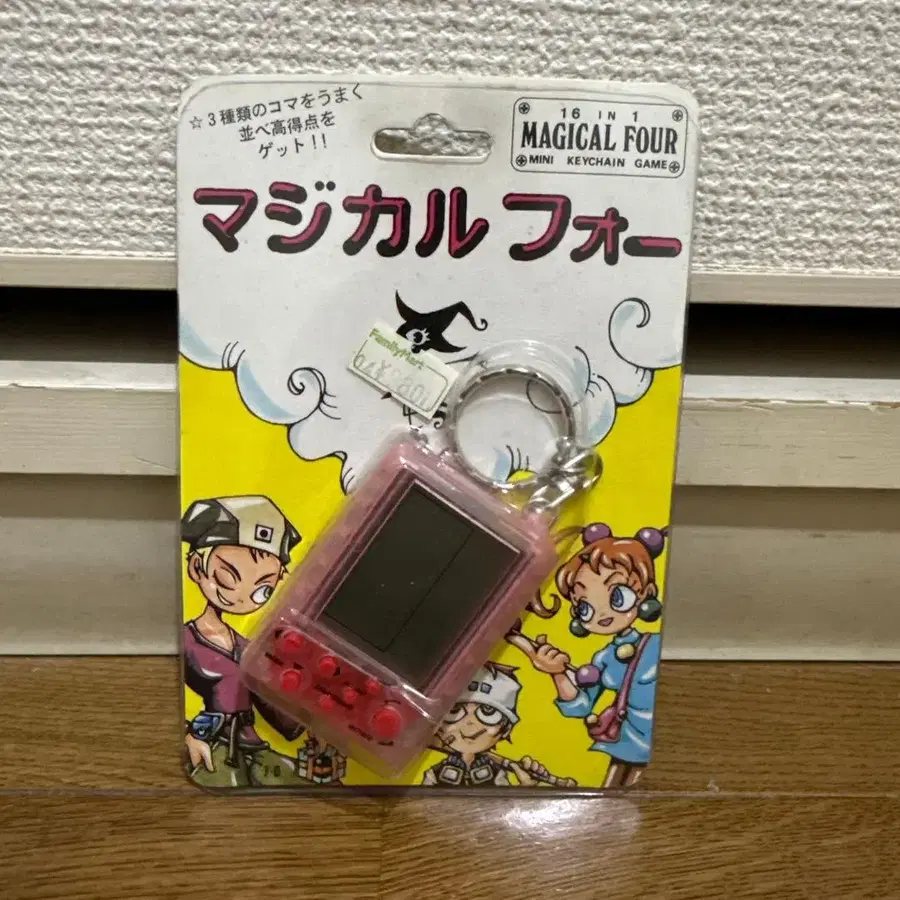 ☆3種類のコマをうまく
並べ高得点を
ゲット!!
16 IN 1
MAGICAL FOUR
MINI KEYCHAIN GAME
マジカルフォー
FamilyMart